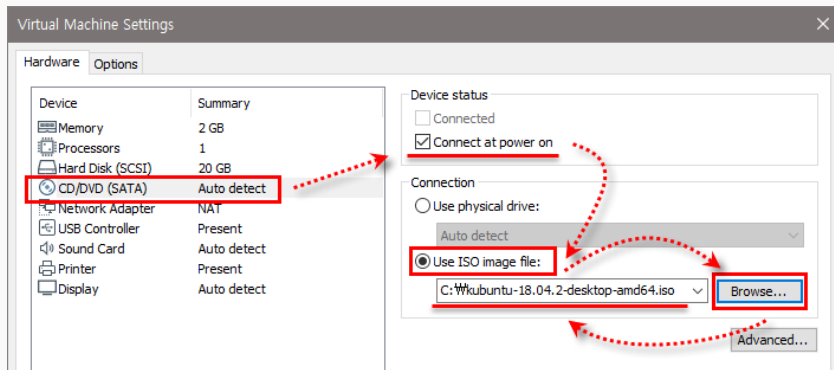 Virtual Machine Settings
Hardware Options
Device Summary
Memory 2 GB
Processors 1
Hard Disk (SCSI) 20 GB
CD/DVD (SATA) Auto detect
Network Adapter NAT
USB Controller Present
Sound Card Auto detect
Printer Present
Display Auto detect
Device status
Connected
Connect at power on
Connection
Use physical drive:
Auto detect
Use ISO image file:
C:₩kubuntu-18.04.2-desktop-amd64.iso
Browse...
Advanced...